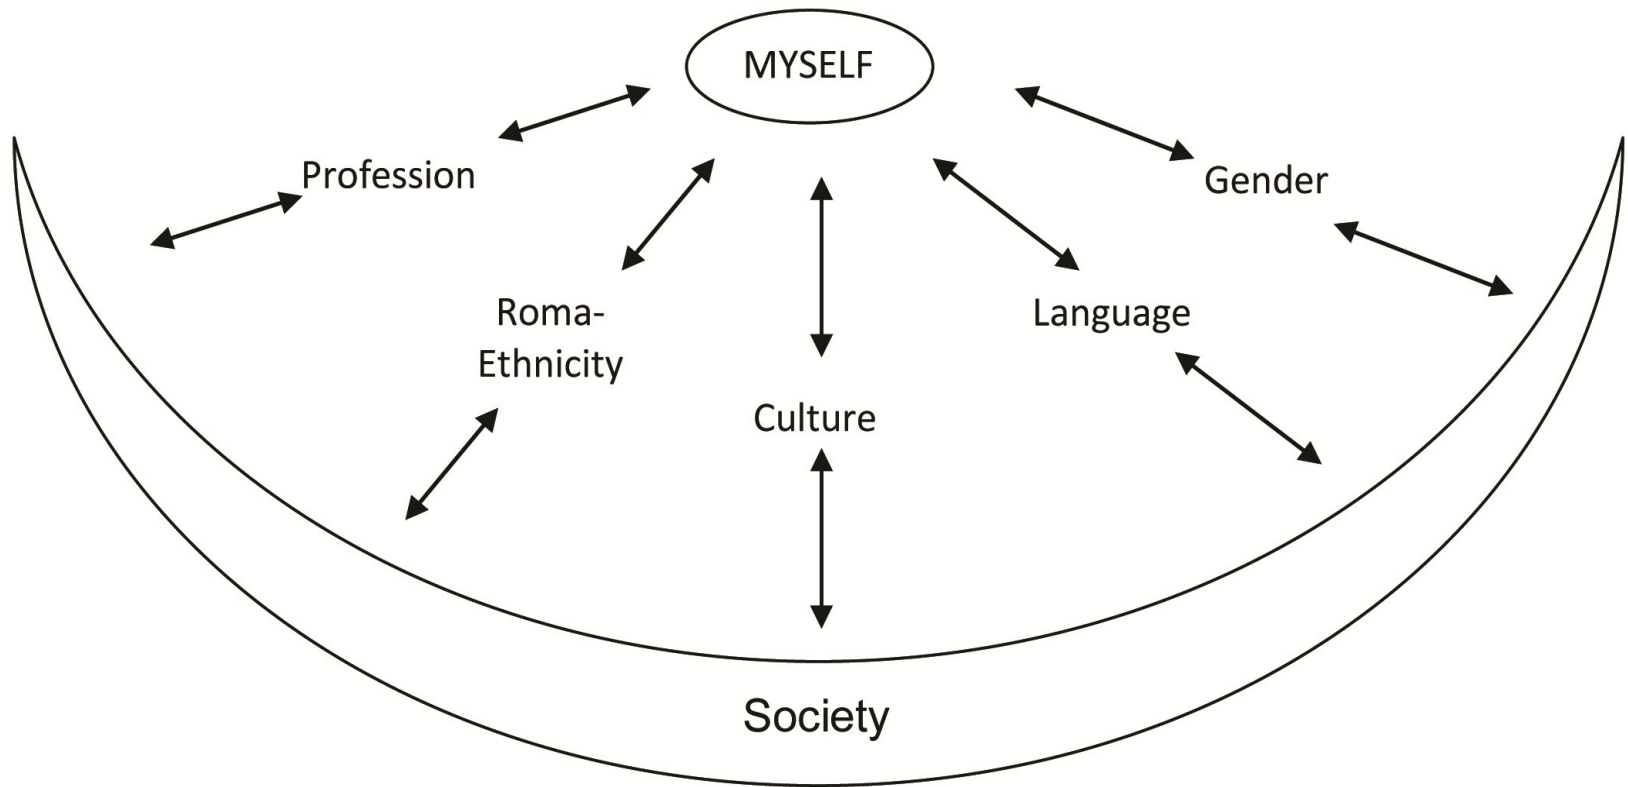 MYSELF
Profession
Gender
Roma-
Ethnicity
Language
Culture
Society